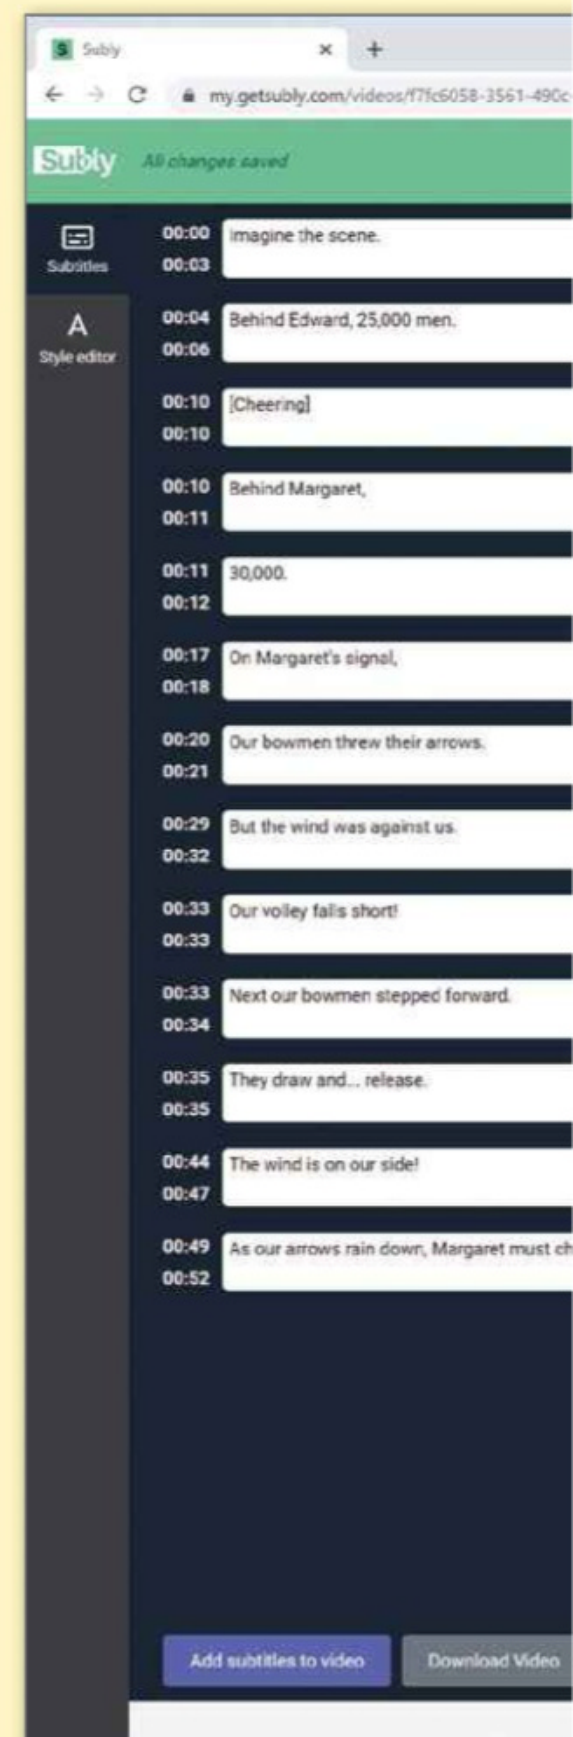 Subly
my.getsubly.com/videos/f7fc6058-3561-490c-
Subly
All changes saved
Subtitles
Style editor
00:00 Imagine the scene.
00:03
00:04 Behind Edward, 25,000 men.
00:06
00:10 [Cheering]
00:10
00:10 Behind Margaret,
00:11
00:11 30,000.
00:12
00:17 On Margaret's signal,
00:18
00:20 Our bowmen threw their arrows.
00:21
00:29 But the wind was against us.
00:32
00:33 Our volley falls short!
00:33
00:33 Next our bowmen stepped forward.
00:34
00:35 They draw and... release.
00:35
00:44 The wind is on our side!
00:47
00:49 As our arrows rain down, Margaret must ch
00:52
Add subtitles to video
Download Video